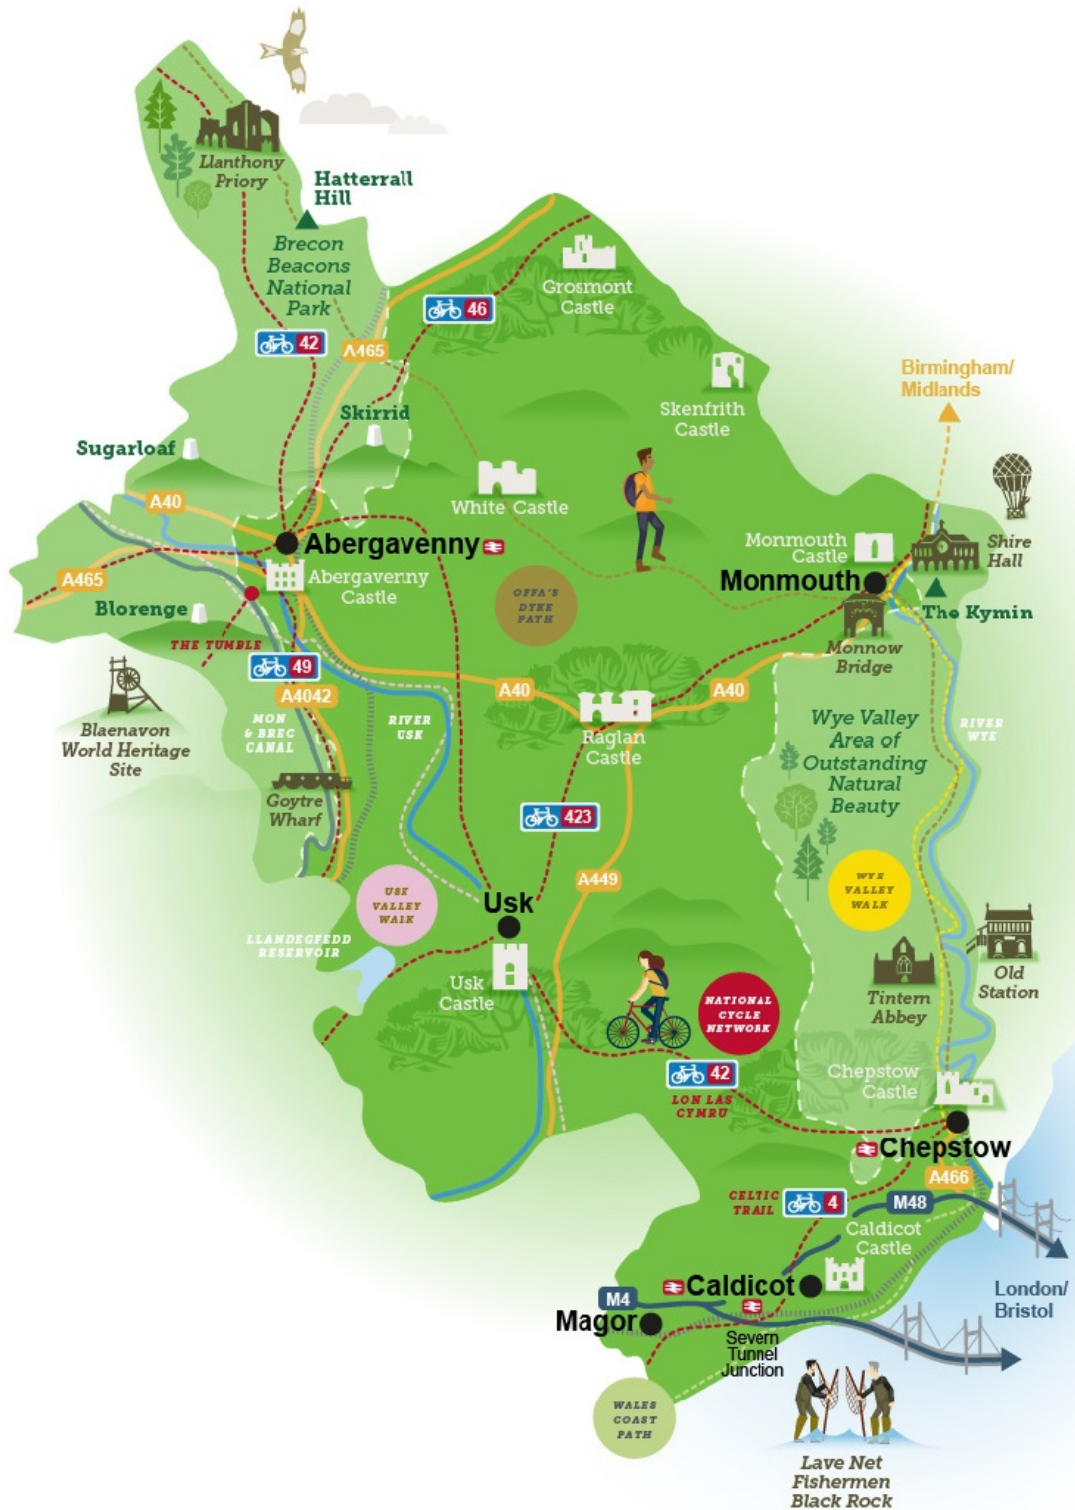 Llanthony
Priory
Hatterrall
Hill
Brecon
Beacons
National
Park
46
42
A465
Grosmont
Castle
Skenfrith
Castle
Birmingham/
Midlands
Skirrid
Sugarloaf
White Castle
A40
Abergavenny
Abergavenny
Castle
A465
Blorenge
THE TUMBLE
49
A4042
Blaenavon
World Heritage
Site
MON
& BREC
CANAL
RIVER
USK
Goytre
Wharf
OFFA'S
DYKE
PATH
Monmouth
Castle
Monmouth
Shire
Hall
The Kymin
Monnow
Bridge
A40
A40
Raglan
Castle
Wye Valley
Area of
Outstanding
Natural
Beauty
RIVER
WYE
423
A449
USK
VALLEY
WALK
WYE
VALLEY
WALK
Usk
LLANDEGFEDD
RESERVOIR
Usk
Castle
NATIONAL
CYCLE
NETWORK
Tintern
Abbey
Old
Station
42
LON LAS
CYMRU
Chepstow
Castle
Chepstow
A466
CELTIC
TRAIL
4
M48
Caldicot
Castle
Caldicot
M4
Magor
Severn
Tunnel
Junction
London/
Bristol
WALES
COAST
PATH
Lave Net
Fishermen
Black Rock